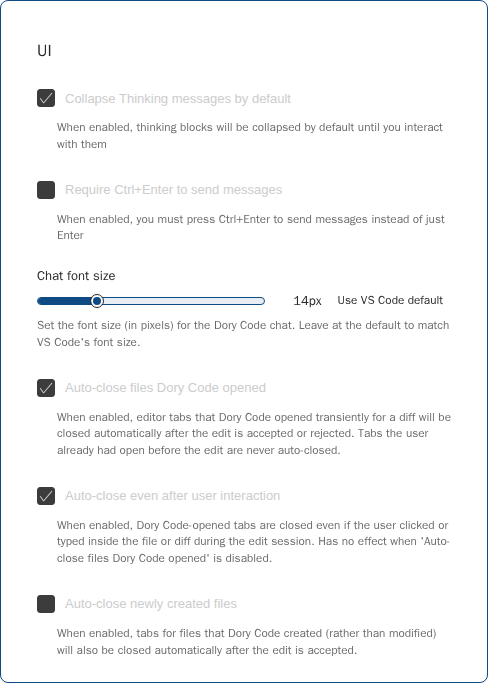 UI
Collapse Thinking messages by default
When enabled, thinking blocks will be collapsed by default until you interact
with them
Require Ctrl+Enter to send messages
When enabled, you must press Ctrl+Enter to send messages instead of just
Enter
Chat font size
14px Use VS Code default
Set the font size (in pixels) for the Dory Code chat. Leave at the default to match
VS Code's font size.
Auto-close files Dory Code opened
When enabled, editor tabs that Dory Code opened transiently for a diff will be
closed automatically after the edit is accepted or rejected. Tabs the user
already had open before the edit are never auto-closed.
Auto-close even after user interaction
When enabled, Dory Code-opened tabs are closed even if the user clicked or
typed inside the file or diff during the edit session. Has no effect when 'Auto-
close files Dory Code opened' is disabled.
Auto-close newly created files
When enabled, tabs for files that Dory Code created (rather than modified)
will also be closed automatically after the edit is accepted.